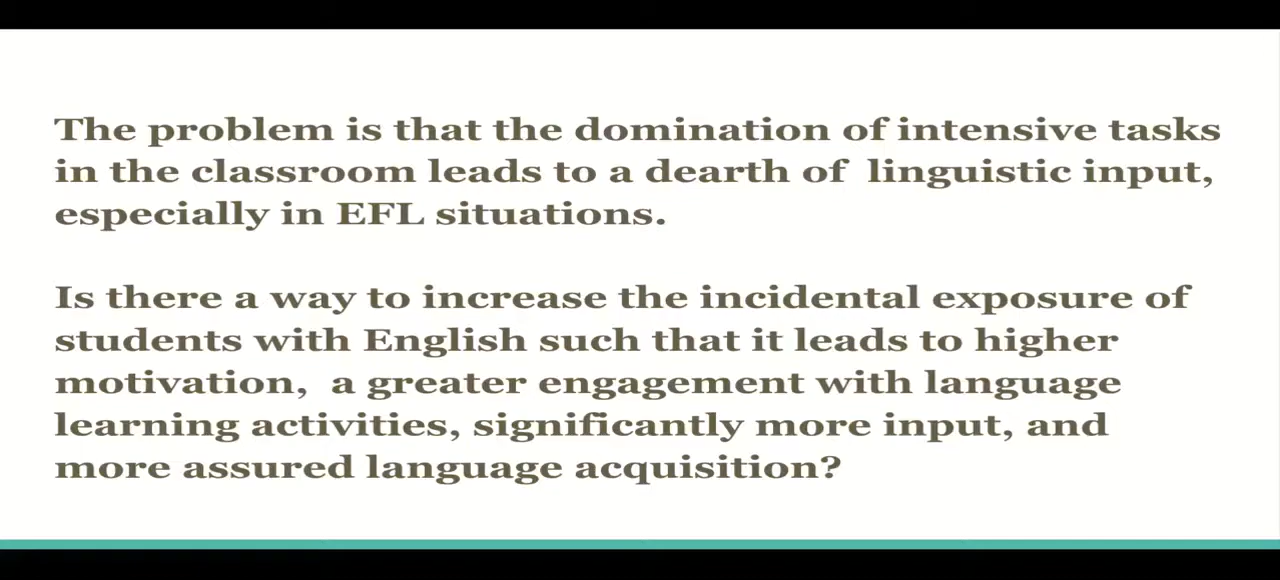 The problem is that the domination of intensive tasks
in the classroom leads to a dearth of linguistic input,
especially in EFL situations.
Is there a way to increase the incidental exposure of
students with English such that it leads to higher
motivation, a greater engagement with language
learning activities, significantly more input, and
more assured language acquisition?